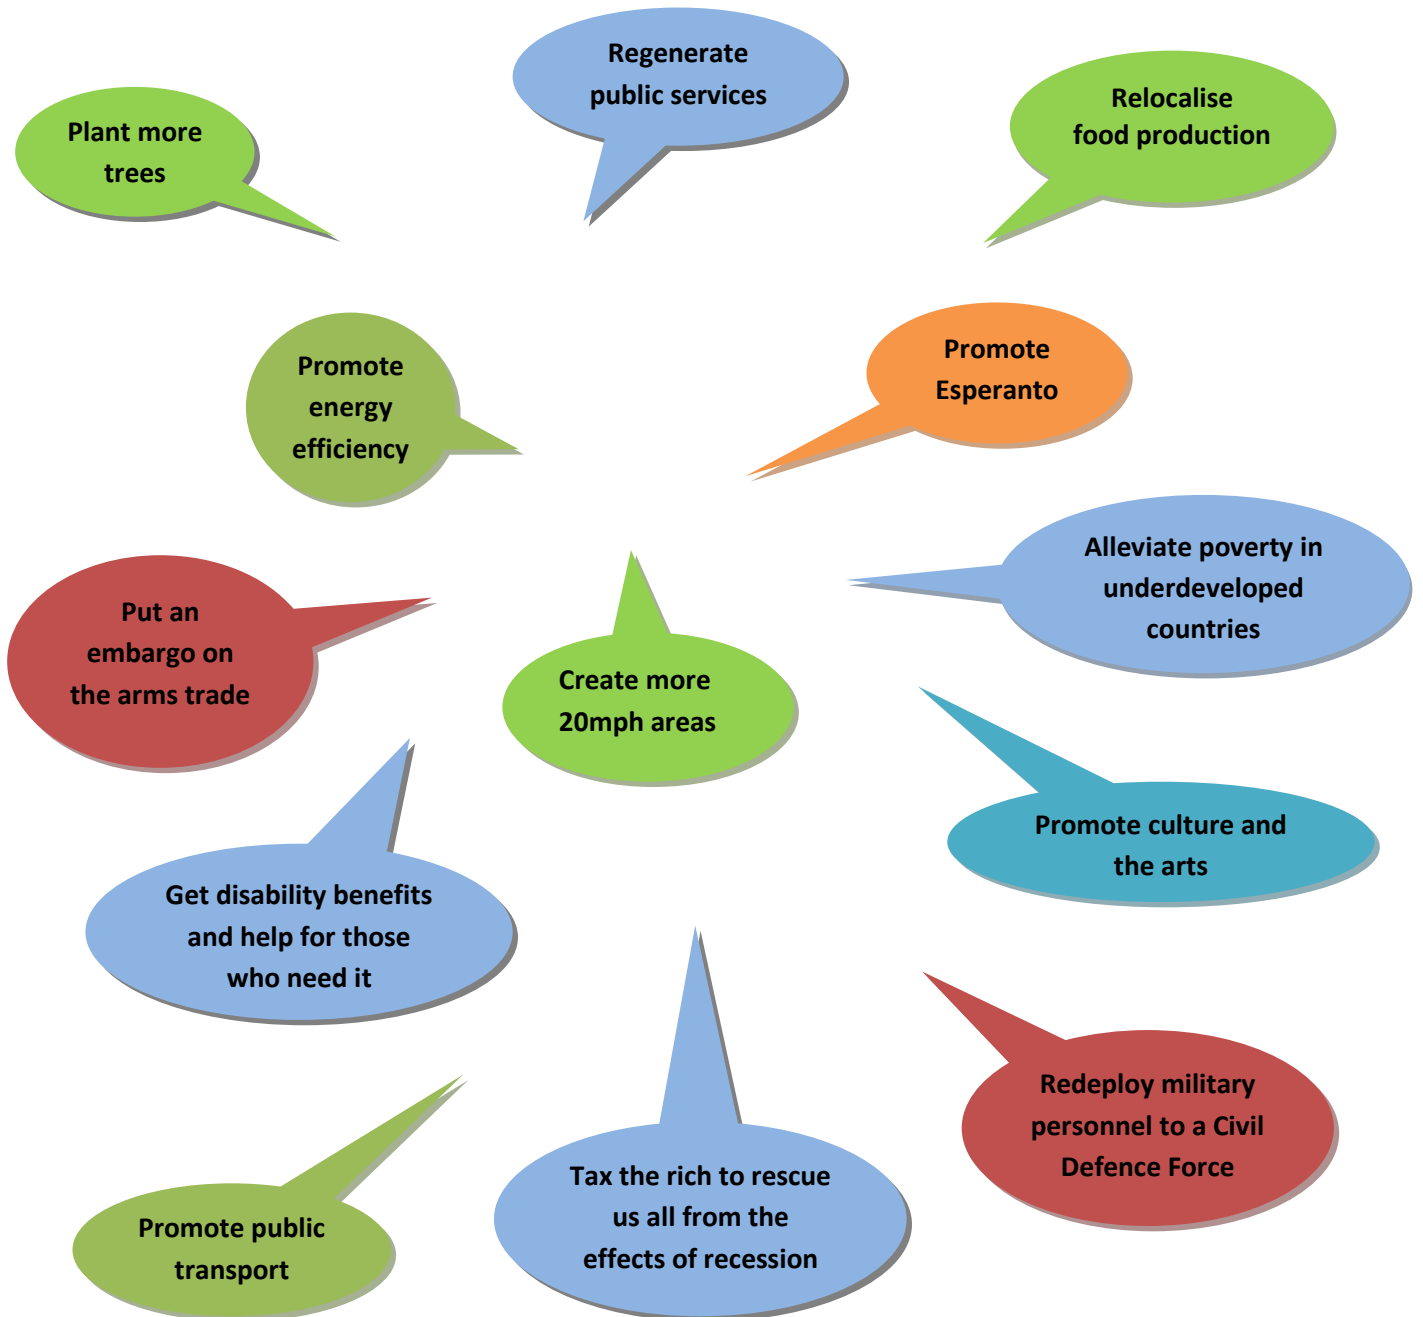 Regenerate
public services
Relocalise
food production
Plant more
trees
Promote
energy
efficiency
Promote
Esperanto
Alleviate poverty in
underdeveloped
countries
Put an
embargo on
the arms trade
Create more
20mph areas
Promote culture and
the arts
Get disability benefits
and help for those
who need it
Redeploy military
personnel to a Civil
Defence Force
Tax the rich to rescue
us all from the
effects of recession
Promote public
transport